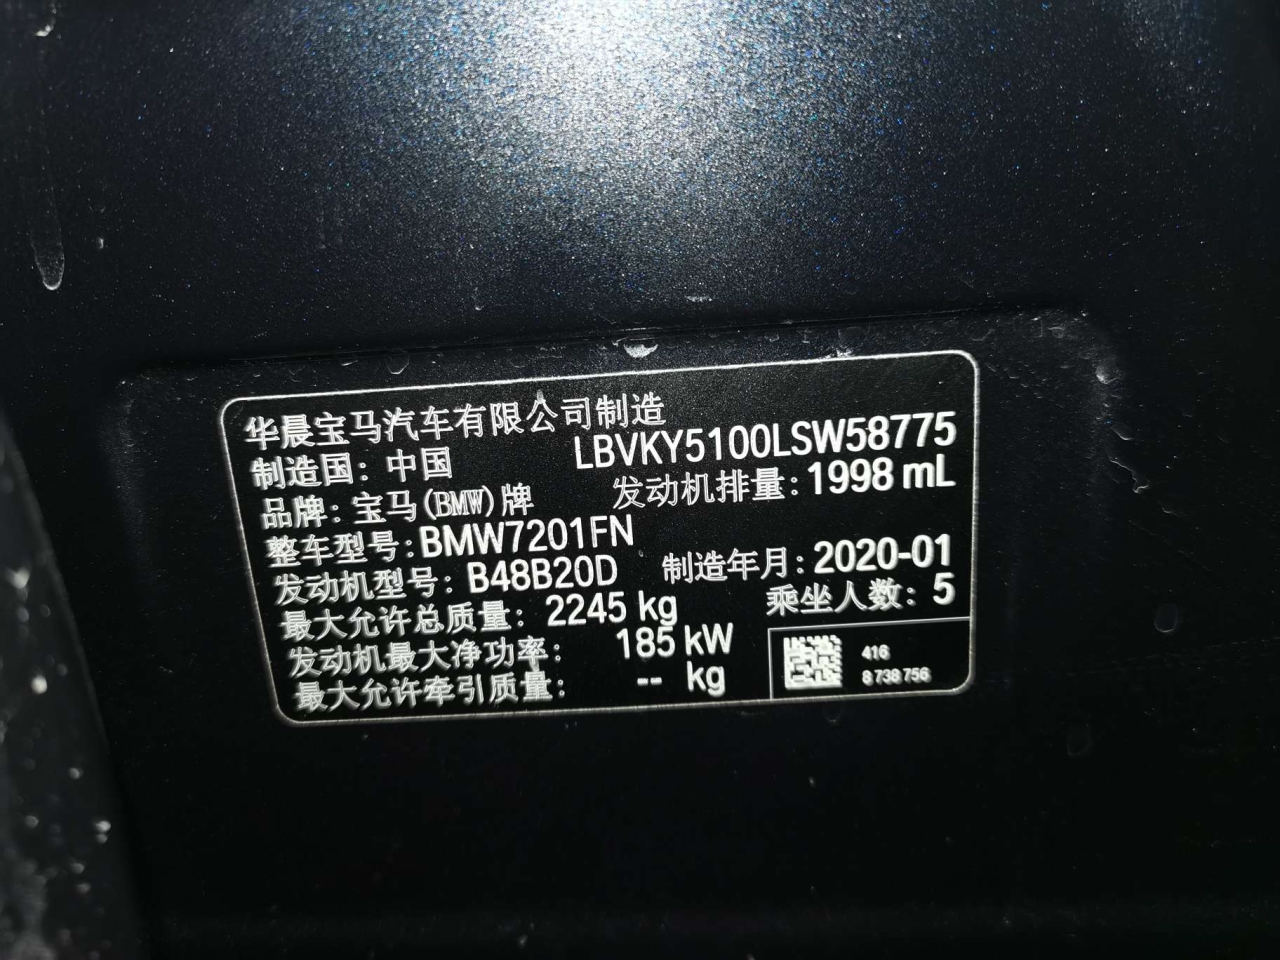 华晨宝马汽车有限公司制造
LBVKY5100LSW58775
制造国：中国
发动机排量：1998 mL
品牌：宝马(BMW)牌
整车型号：BMW7201FN
制造年月：2020-01
发动机型号：B48B20D
乘坐人数：5
最大允许总质量：2245 kg
发动机最大净功率：185 kW
最大允许牵引质量：-- kg
416
8 738 756